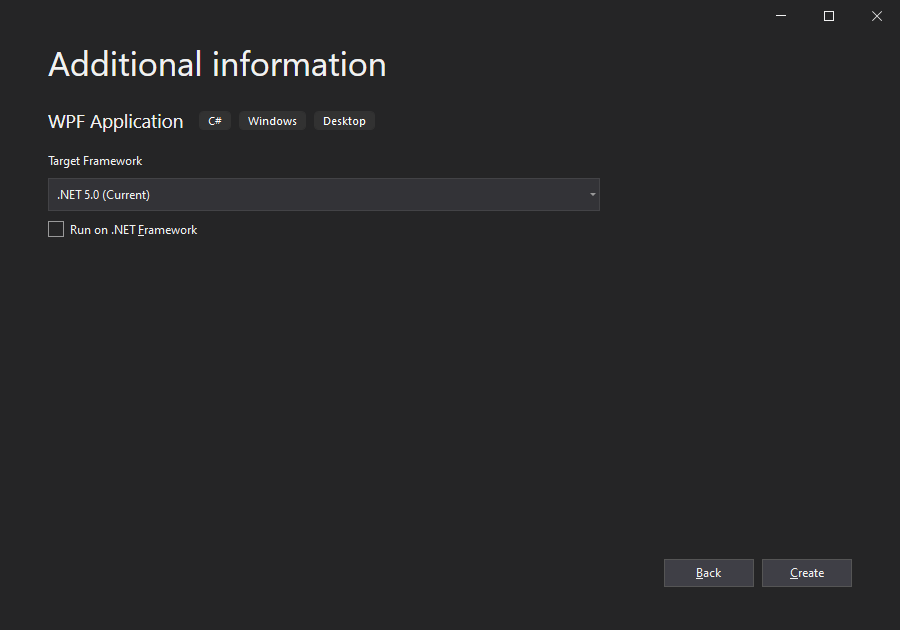 Additional information
WPF Application C# Windows Desktop
Target Framework
.NET 5.0 (Current)
Run on .NET Framework
Back Create